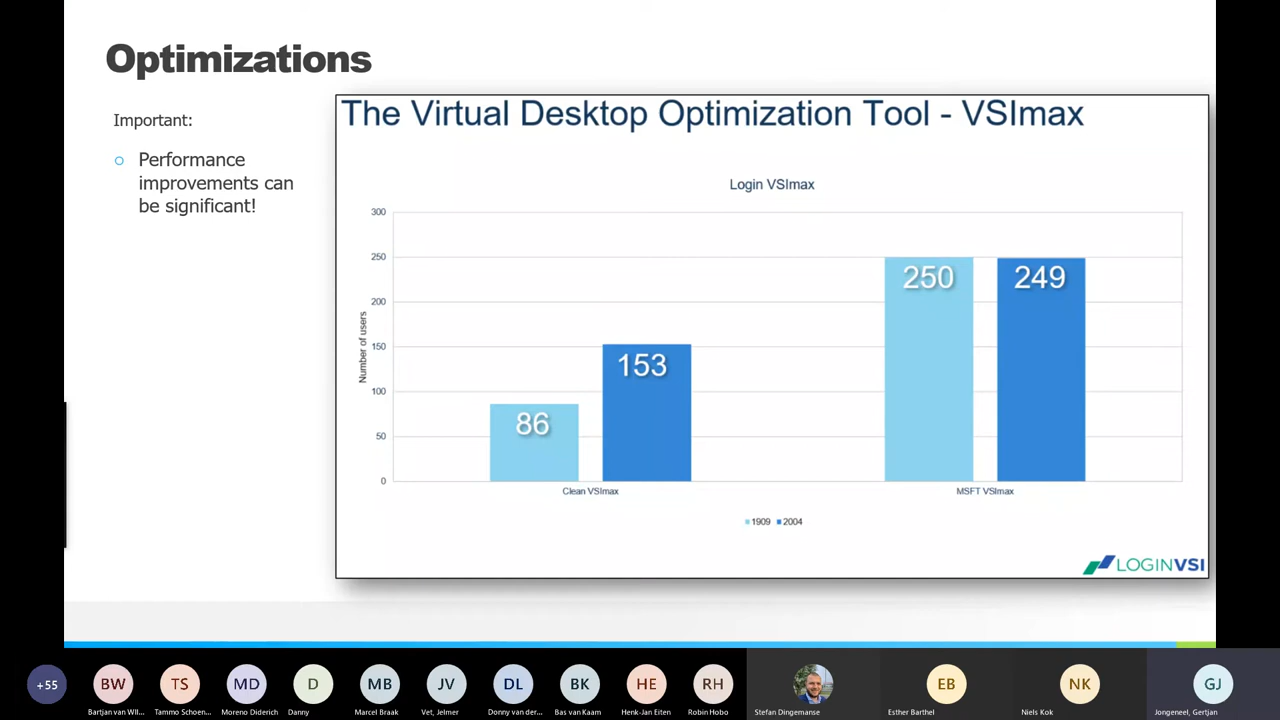 Optimizations
Important:
Performance
improvements can
be significant!
The Virtual Desktop Optimization Tool - VSImax
Login VSImax
Number of users
300
250
200
150
100
50
0
86
153
250
249
Clean VSImax
MSFT VSImax
1909
2004
LOGINVSI
+55
BW
TS
MD
D
MB
JV
DL
BK
HE
RH
EB
NK
GJ
Bartjan van Wil...
Tammo Schoen...
Moreno Diderich
Danny
Marcel Braak
Vet, Jelmer
Donny van der...
Bas van Kaam
Henk-Jan Eiten
Robin Hobo
Stefan Dingemanse
Esther Barthel
Niels Kok
Jongeneel, Gertjan